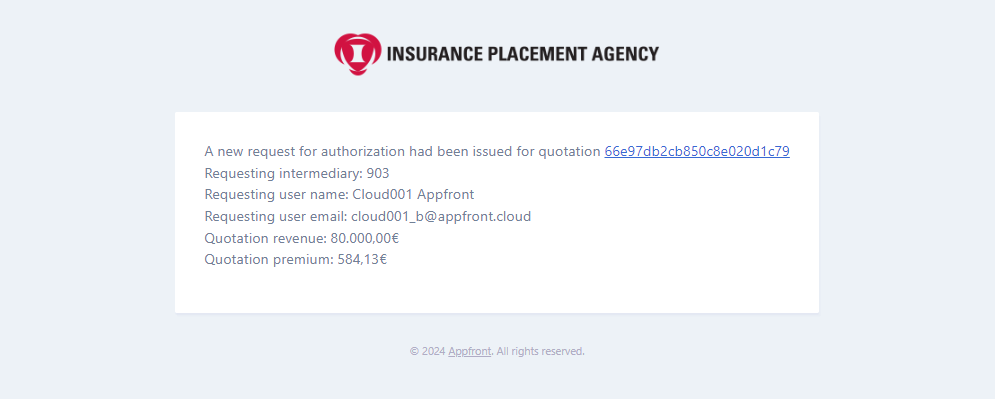 INSURANCE PLACEMENT AGENCY
A new request for authorization had been issued for quotation 66e97db2cb850c8e020d1c79
Requesting intermediary: 903
Requesting user name: Cloud001 Appfront
Requesting user email: cloud001_b@appfront.cloud
Quotation revenue: 80.000,00€
Quotation premium: 584,13€
© 2024 Appfront. All rights reserved.